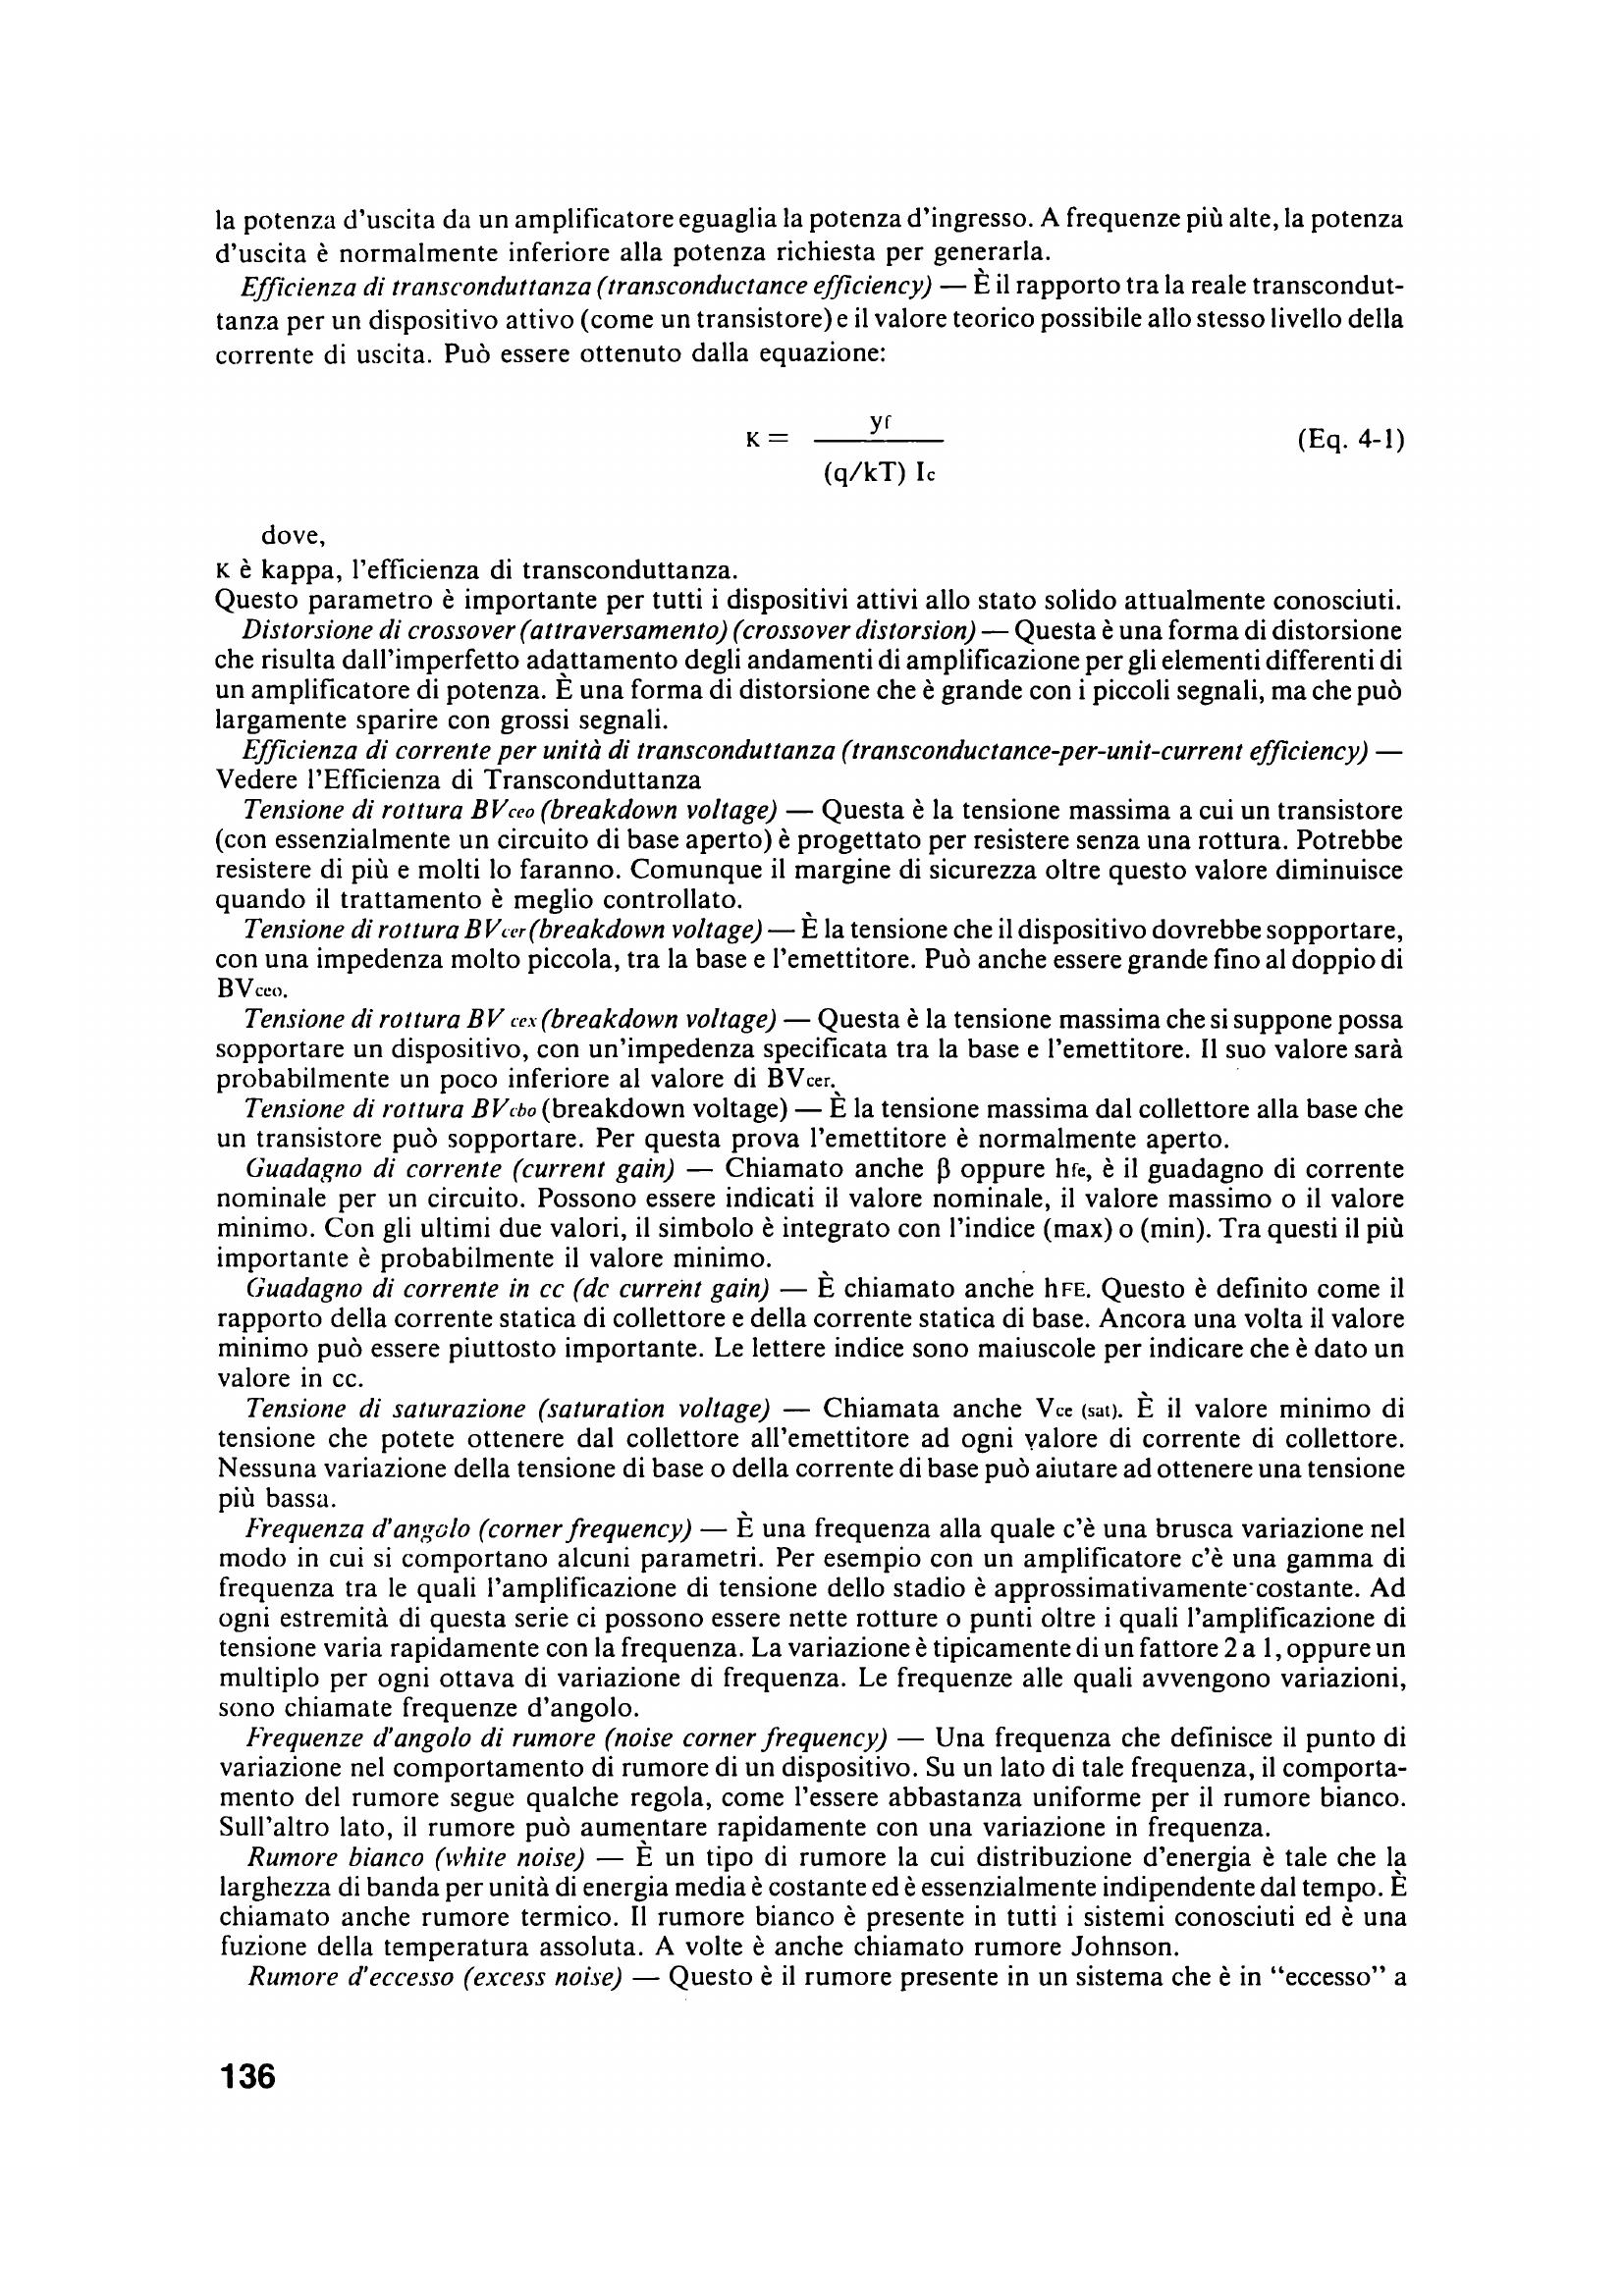 la potenza d'uscita da un amplificatore eguaglia la potenza d'ingresso. A frequenze più alte, la potenza
d'uscita è normalmente inferiore alla potenza richiesta per generarla.
Efficienza di transconduttanza (transconductance efficiency) — È il rapporto tra la reale transcondut-
tanza per un dispositivo attivo (come un transistore) e il valore teorico possibile allo stesso livello della
corrente di uscita. Può essere ottenuto dalla equazione:
K = yf / (q/kT) Ic (Eq. 4-1)
dove,
K è kappa, l'efficienza di transconduttanza.
Questo parametro è importante per tutti i dispositivi attivi allo stato solido attualmente conosciuti.
Distorsione di crossover (attraversamento) (crossover distorsion) — Questa è una forma di distorsione
che risulta dall'imperfetto adattamento degli andamenti di amplificazione per gli elementi differenti di
un amplificatore di potenza. È una forma di distorsione che è grande con i piccoli segnali, ma che può
largamente sparire con grossi segnali.
Efficienza di corrente per unità di transconduttanza (transconductance-per-unit-current efficiency) —
Vedere l'Efficienza di Transconduttanza
Tensione di rottura BVceo (breakdown voltage) — Questa è la tensione massima a cui un transistore
(con essenzialmente un circuito di base aperto) è progettato per resistere senza una rottura. Potrebbe
resistere di più e molti lo faranno. Comunque il margine di sicurezza oltre questo valore diminuisce
quando il trattamento è meglio controllato.
Tensione di rottura BVcer (breakdown voltage) — È la tensione che il dispositivo dovrebbe sopportare,
con una impedenza molto piccola, tra la base e l'emettitore. Può anche essere grande fino al doppio di
BVceo.
Tensione di rottura BV cex (breakdown voltage) — Questa è la tensione massima che si suppone possa
sopportare un dispositivo, con un'impedenza specificata tra la base e l'emettitore. Il suo valore sarà
probabilmente un poco inferiore al valore di BVcer.
Tensione di rottura BVcbo (breakdown voltage) — È la tensione massima dal collettore alla base che
un transistore può sopportare. Per questa prova l'emettitore è normalmente aperto.
Guadagno di corrente (current gain) — Chiamato anche β oppure hfe, è il guadagno di corrente
nominale per un circuito. Possono essere indicati il valore nominale, il valore massimo o il valore
minimo. Con gli ultimi due valori, il simbolo è integrato con l'indice (max) o (min). Tra questi il più
importante è probabilmente il valore minimo.
Guadagno di corrente in cc (dc current gain) — È chiamato anche hFE. Questo è definito come il
rapporto della corrente statica di collettore e della corrente statica di base. Ancora una volta il valore
minimo può essere piuttosto importante. Le lettere indice sono maiuscole per indicare che è dato un
valore in cc.
Tensione di saturazione (saturation voltage) — Chiamata anche Vce (sat). È il valore minimo di
tensione che potete ottenere dal collettore all'emettitore ad ogni valore di corrente di collettore.
Nessuna variazione della tensione di base o della corrente di base può aiutare ad ottenere una tensione
più bassa.
Frequenza d'angolo (corner frequency) — È una frequenza alla quale c'è una brusca variazione nel
modo in cui si comportano alcuni parametri. Per esempio con un amplificatore c'è una gamma di
frequenza tra le quali l'amplificazione di tensione dello stadio è approssimativamente costante. Ad
ogni estremità di questa serie ci possono essere nette rotture o punti oltre i quali l'amplificazione di
tensione varia rapidamente con la frequenza. La variazione è tipicamente di un fattore 2 a 1, oppure un
multiplo per ogni ottava di variazione di frequenza. Le frequenze alle quali avvengono variazioni,
sono chiamate frequenze d'angolo.
Frequenze d'angolo di rumore (noise corner frequency) — Una frequenza che definisce il punto di
variazione nel comportamento di rumore di un dispositivo. Su un lato di tale frequenza, il comporta-
mento del rumore segue qualche regola, come l'essere abbastanza uniforme per il rumore bianco.
Sull'altro lato, il rumore può aumentare rapidamente con una variazione in frequenza.
Rumore bianco (white noise) — È un tipo di rumore la cui distribuzione d'energia è tale che la
larghezza di banda per unità di energia media è costante ed è essenzialmente indipendente dal tempo. È
chiamato anche rumore termico. Il rumore bianco è presente in tutti i sistemi conosciuti ed è una
fuzione della temperatura assoluta. A volte è anche chiamato rumore Johnson.
Rumore d'eccesso (excess noise) — Questo è il rumore presente in un sistema che è in “eccesso” a
136